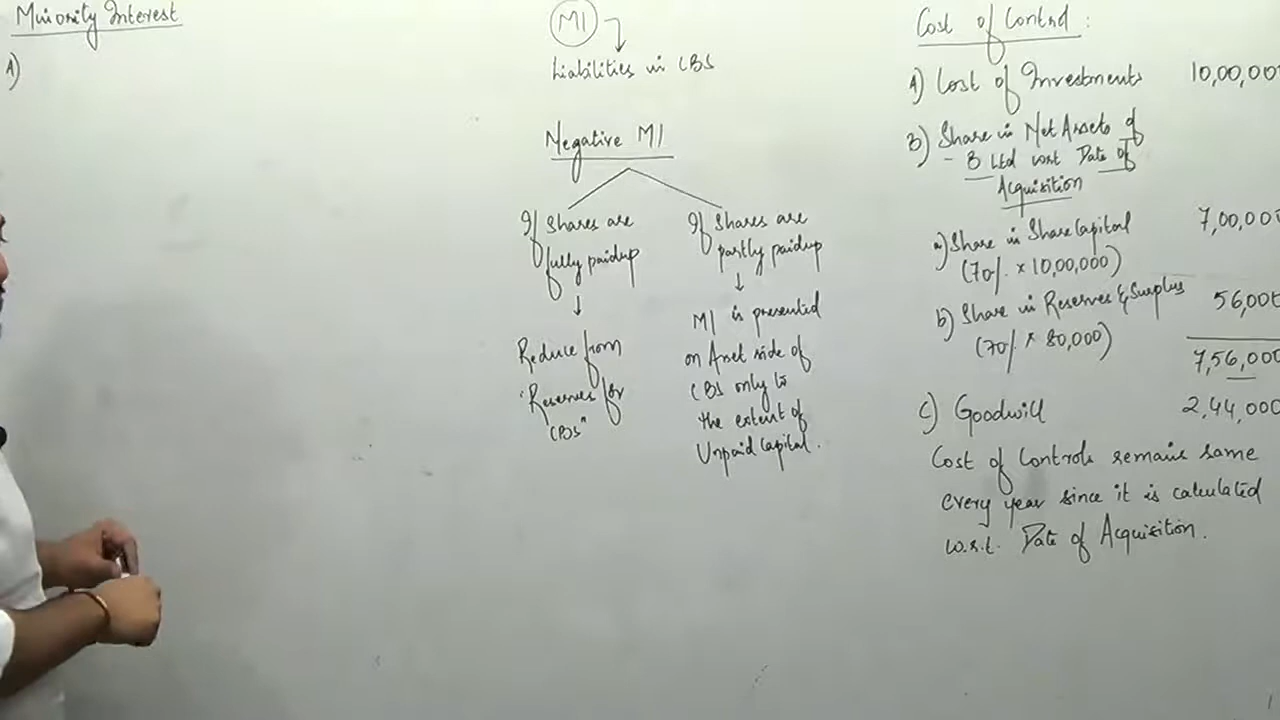 Minority Interest
A)
MI
Liabilities in CBS
Negative MI
If Shares are
fully paidup
Reduce from
"Reserves for
CBS"
If Shares are
partly paidup
MI is presented
on Asset side of
CBS only to
the extent of
Unpaid Capital.
Cost of Control :
A) Cost of Investments 10,00,000
B) Share in Net Assets of
- B Ltd w.r.t Date of
Acquisition
a) Share in Share Capital 7,00,000
(70% x 10,00,000)
b) Share in Reserves & Surplus 56,000
(70% x 80,000)
7,56,000
C) Goodwill 2,44,000
Cost of Controls remains same
every year since it is calculated
w.r.t. Date of Acquisition.